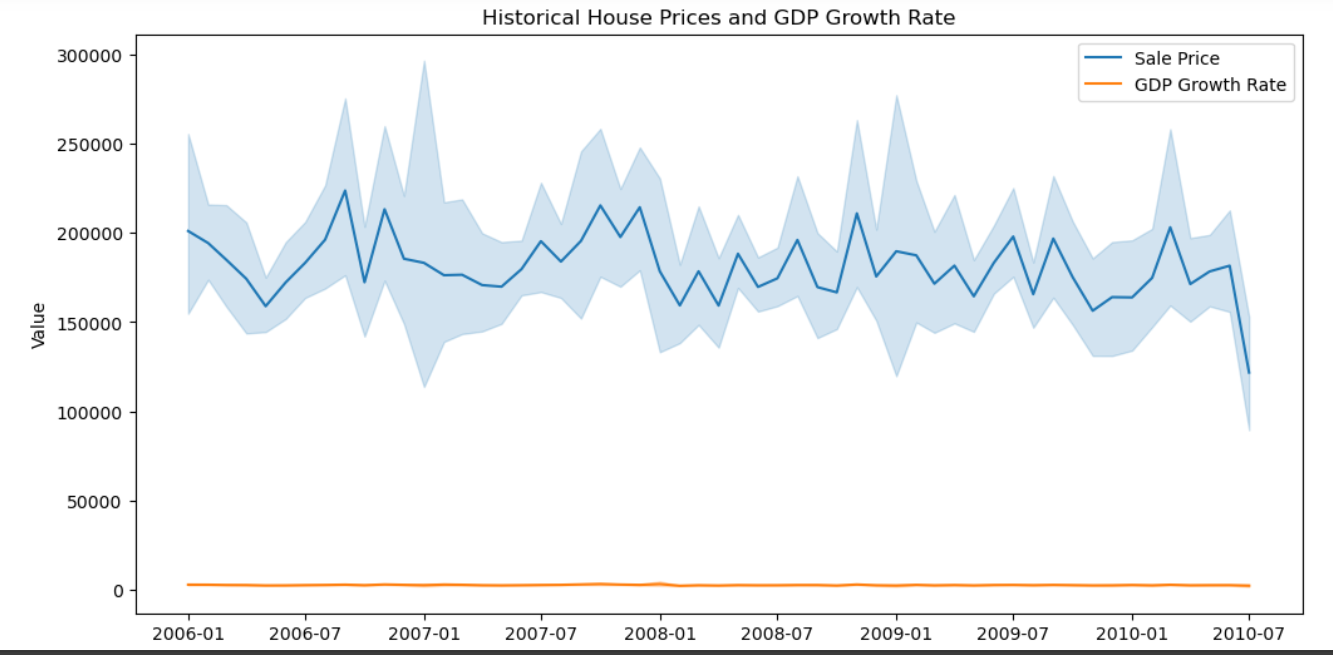 Historical House Prices and GDP Growth Rate
Sale Price
GDP Growth Rate
300000
250000
200000
150000
100000
50000
0
Value
2006-01 2006-07 2007-01 2007-07 2008-01 2008-07 2009-01 2009-07 2010-01 2010-07